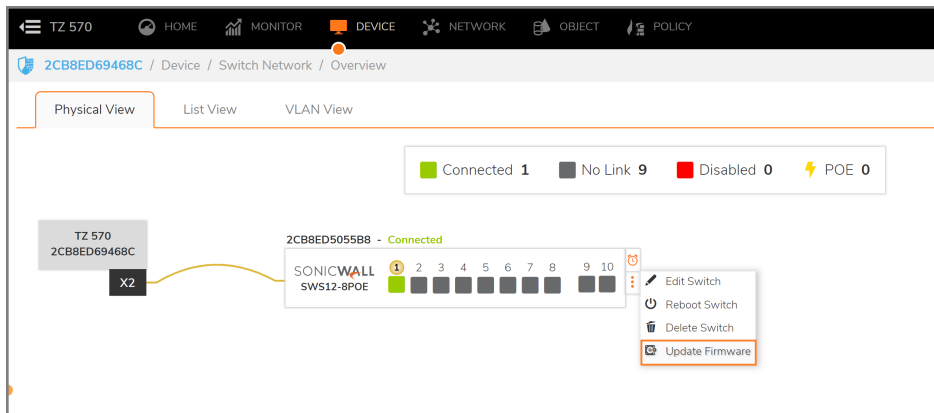 TZ 570 HOME MONITOR DEVICE NETWORK OBJECT POLICY
2CB8ED69468C / Device / Switch Network / Overview
Physical View List View VLAN View
Connected 1 No Link 9 Disabled 0 POE 0
TZ 570
2CB8ED69468C
X2
2CB8ED5055B8 - Connected
SONICWALL
SWS12-8POE
1 2 3 4 5 6 7 8 9 10
Edit Switch
Reboot Switch
Delete Switch
Update Firmware